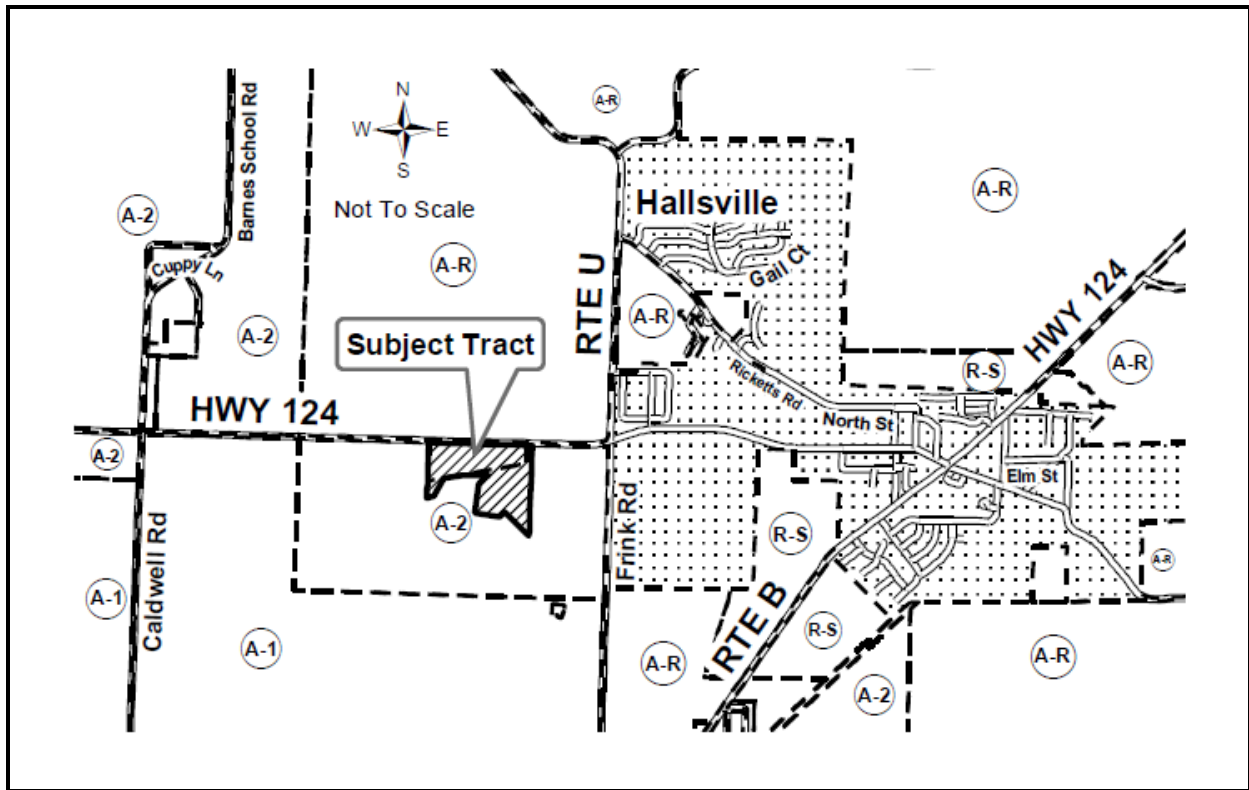 A-R
N
W E
S
Not To Scale
Barnes School Rd
A-2
Cuppy Ln
A-R
A-2
Hallsville
Gail Ct
A-R
RTE U
A-R
HWY 124
Subject Tract
Ricketts Rd
R-S
A-R
HWY 124
North St
A-2
Elm St
A-2
Frink Rd
R-S
A-R
Caldwell Rd
A-1
A-1
RTE B
R-S
A-R
A-R
A-2